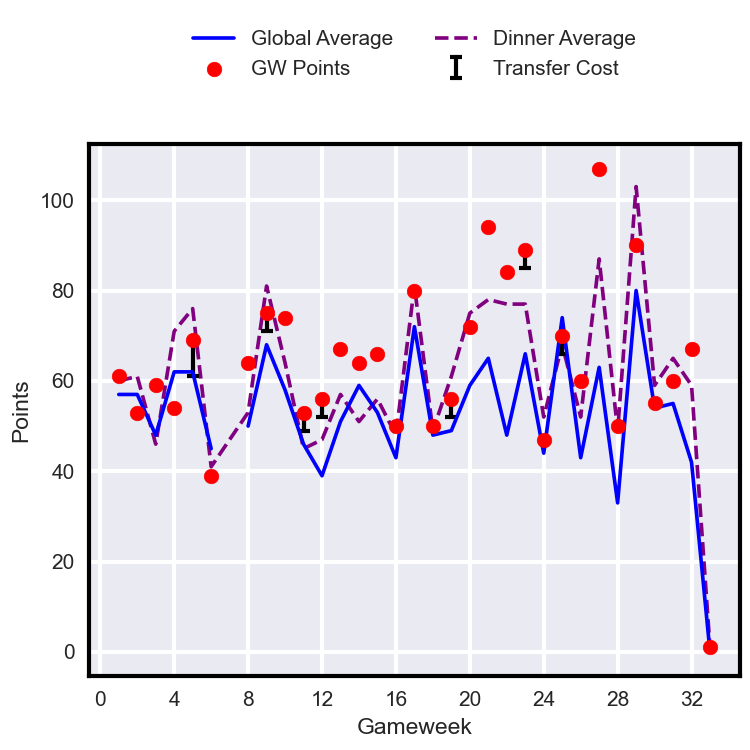 Global Average
Dinner Average
GW Points
Transfer Cost
100
80
60
40
20
0
Points
0 4 8 12 16 20 24 28 32
Gameweek